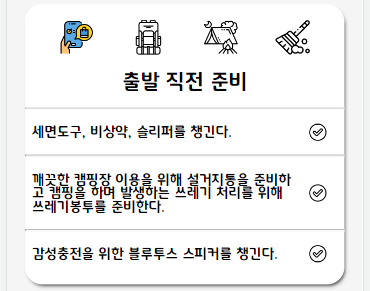 출발 직전 준비
세면도구, 비상약, 슬리퍼를 챙긴다.
깨끗한 캠핑장 이용을 위해 설거지통을 준비하
고 캠핑을 하며 발생하는 쓰레기 처리를 위해
쓰레기봉투를 준비한다.
감성충전을 위한 블루투스 스피커를 챙긴다.